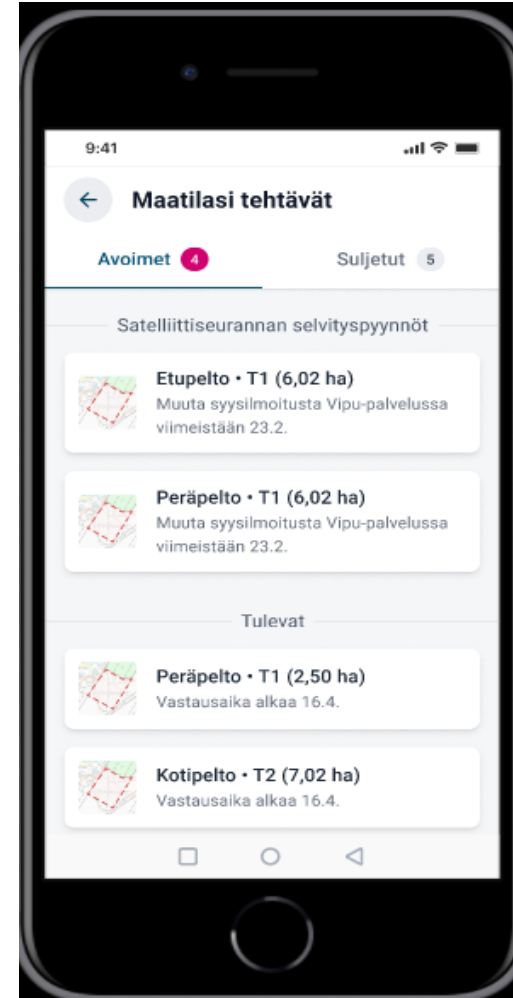 9:41
Maatilasi tehtävät
Avoimet 4
Suljetut 5
Satelliittiseurannan selvityspyynnöt
Etupelto • T1 (6,02 ha)
Muuta syysilmoitusta Vipu-palvelussa
viimeistään 23.2.
Peräpelto • T1 (6,02 ha)
Muuta syysilmoitusta Vipu-palvelussa
viimeistään 23.2.
Tulevat
Peräpelto • T1 (2,50 ha)
Vastausaika alkaa 16.4.
Kotipelto • T2 (7,02 ha)
Vastausaika alkaa 16.4.